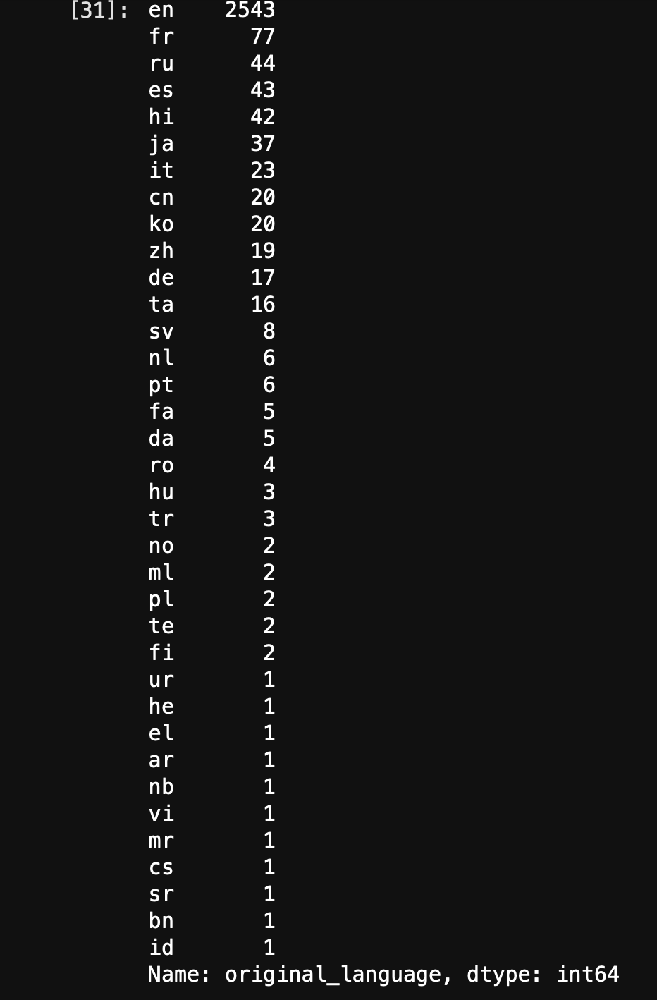 [31]: en 2543
fr 77
ru 44
es 43
hi 42
ja 37
it 23
cn 20
ko 20
zh 19
de 17
ta 16
sv 8
nl 6
pt 6
fa 5
da 5
ro 4
hu 3
tr 3
no 2
ml 2
pl 2
te 2
fi 2
ur 1
he 1
el 1
ar 1
nb 1
vi 1
mr 1
cs 1
sr 1
bn 1
id 1
Name: original_language, dtype: int64